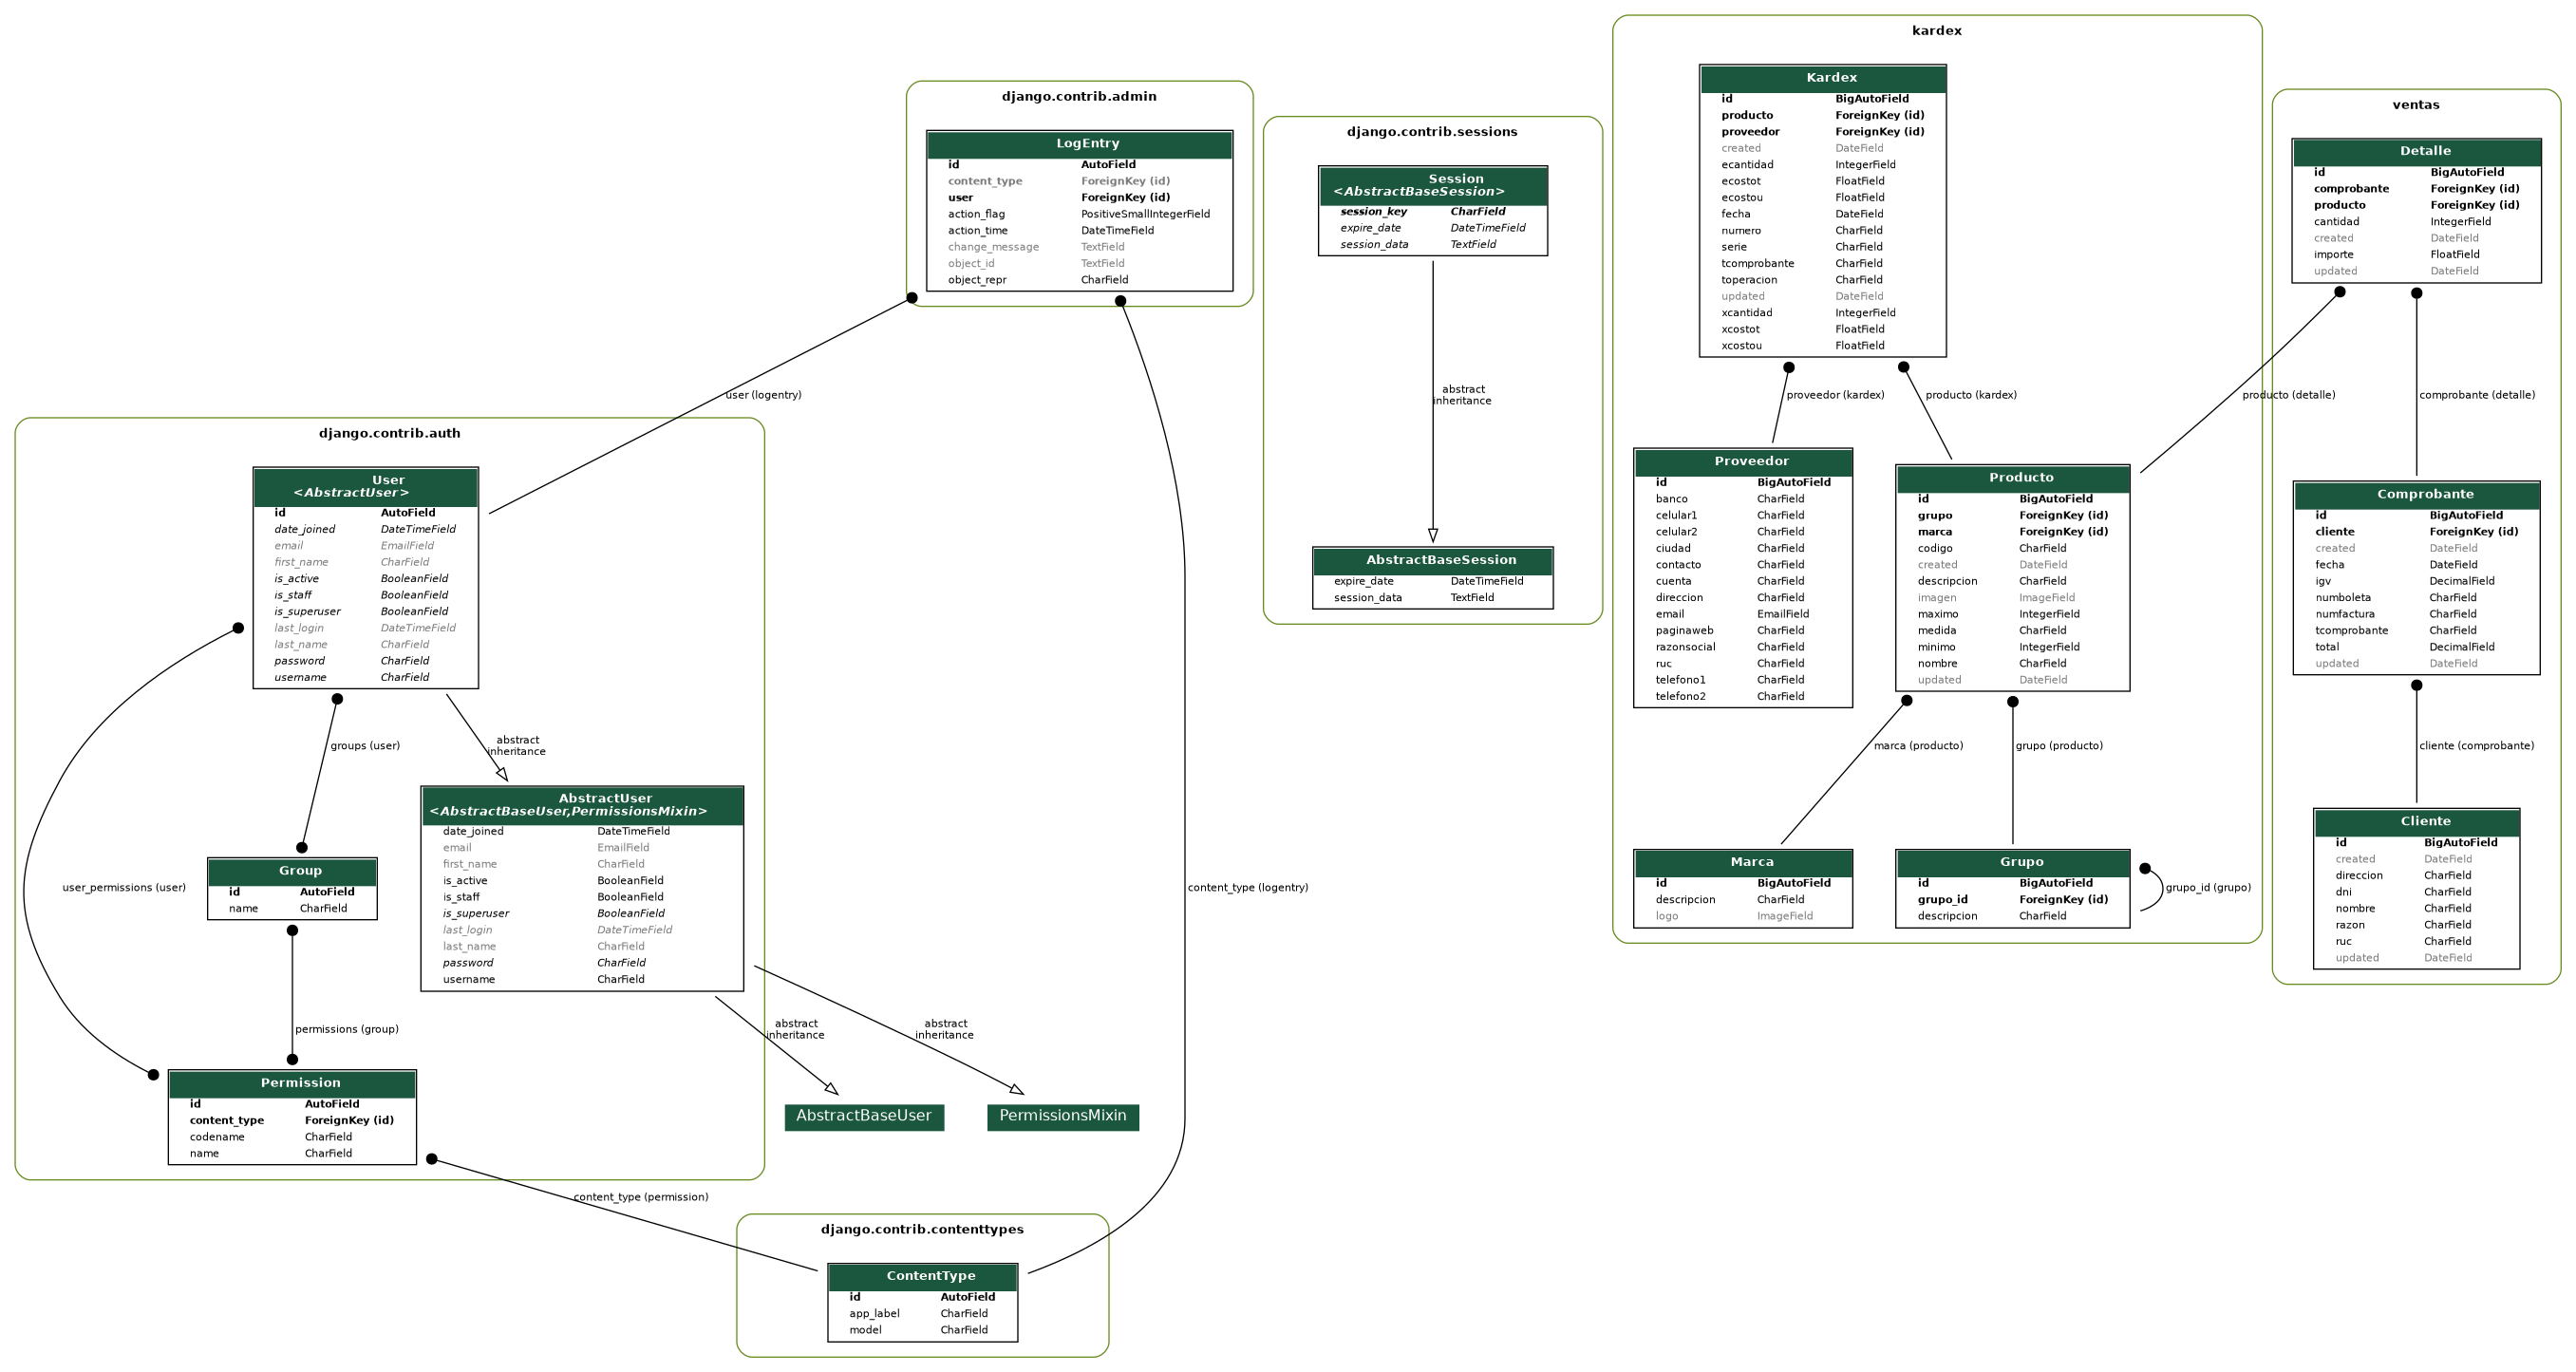 kardex
Kardex
id BigAutoField
producto ForeignKey (id)
proveedor ForeignKey (id)
created DateField
ecantidad IntegerField
ecostot FloatField
ecostou FloatField
fecha DateField
numero CharField
serie CharField
tcomprobante CharField
toperacion CharField
updated DateField
xcantidad IntegerField
xcostot FloatField
xcostou FloatField
proveedor (kardex)
producto (kardex)
Proveedor
id BigAutoField
banco CharField
celular1 CharField
celular2 CharField
ciudad CharField
contacto CharField
cuenta CharField
direccion CharField
email EmailField
paginaweb CharField
razonsocial CharField
ruc CharField
telefono1 CharField
telefono2 CharField
Producto
id BigAutoField
grupo ForeignKey (id)
marca ForeignKey (id)
codigo CharField
created DateField
descripcion CharField
imagen ImageField
maximo IntegerField
medida CharField
minimo IntegerField
nombre CharField
updated DateField
marca (producto)
grupo (producto)
Marca
id BigAutoField
descripcion CharField
logo ImageField
Grupo
id BigAutoField
grupo_id ForeignKey (id)
descripcion CharField
grupo_id (grupo)
ventas
Detalle
id BigAutoField
comprobante ForeignKey (id)
producto ForeignKey (id)
cantidad IntegerField
created DateField
importe FloatField
updated DateField
producto (detalle)
comprobante (detalle)
Comprobante
id BigAutoField
cliente ForeignKey (id)
created DateField
fecha DateField
igv DecimalField
numboleta CharField
numfactura CharField
tcomprobante CharField
total DecimalField
updated DateField
cliente (comprobante)
Cliente
id BigAutoField
created DateField
direccion CharField
dni CharField
nombre CharField
razon CharField
ruc CharField
updated DateField
django.contrib.admin
LogEntry
id AutoField
content_type ForeignKey (id)
user ForeignKey (id)
action_flag PositiveSmallIntegerField
action_time DateTimeField
change_message TextField
object_id TextField
object_repr CharField
user (logentry)
content_type (logentry)
django.contrib.sessions
Session
<AbstractBaseSession>
session_key CharField
expire_date DateTimeField
session_data TextField
abstract
inheritance
AbstractBaseSession
expire_date DateTimeField
session_data TextField
django.contrib.auth
User
<AbstractUser>
id AutoField
date_joined DateTimeField
email EmailField
first_name CharField
is_active BooleanField
is_staff BooleanField
is_superuser BooleanField
last_login DateTimeField
last_name CharField
password CharField
username CharField
groups (user)
abstract
inheritance
user_permissions (user)
AbstractUser
<AbstractBaseUser,PermissionsMixin>
date_joined DateTimeField
email EmailField
first_name CharField
is_active BooleanField
is_staff BooleanField
is_superuser BooleanField
last_login DateTimeField
last_name CharField
password CharField
username CharField
Group
id AutoField
name CharField
permissions (group)
abstract
inheritance
abstract
inheritance
Permission
id AutoField
content_type ForeignKey (id)
codename CharField
name CharField
AbstractBaseUser
PermissionsMixin
content_type (permission)
django.contrib.contenttypes
ContentType
id AutoField
app_label CharField
model CharField